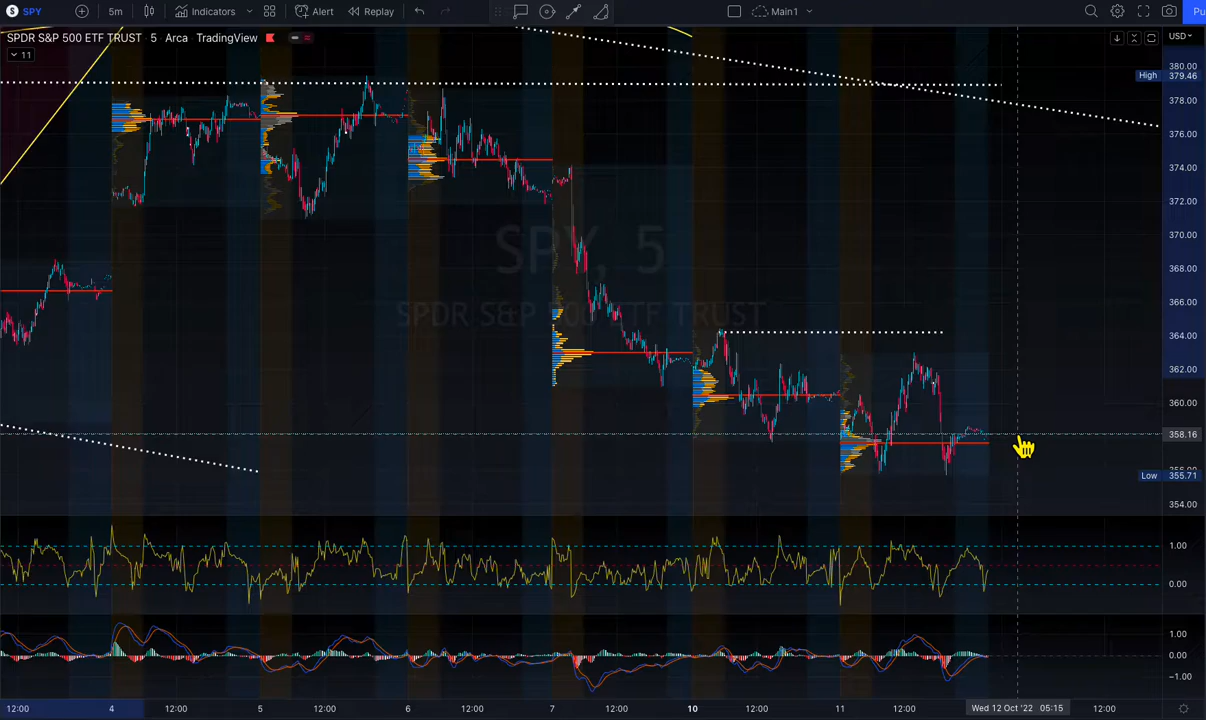 SPY 5m Indicators Alert Replay Main1 Pu
SPDR S&P 500 ETF TRUST 5 Arca TradingView
11
USD
380.00
High 379.46
378.00
376.00
374.00
372.00
370.00
368.00
366.00
364.00
362.00
360.00
358.16
356.00
Low 355.71
354.00
SPY, 5
SPDR S&P 500 ETF TRUST
1.00
0.00
1.00
0.00
−1.00
12:00 4 12:00 5 12:00 6 12:00 7 12:00 10 12:00 11 12:00 Wed 12 Oct '22 05:15 12:00